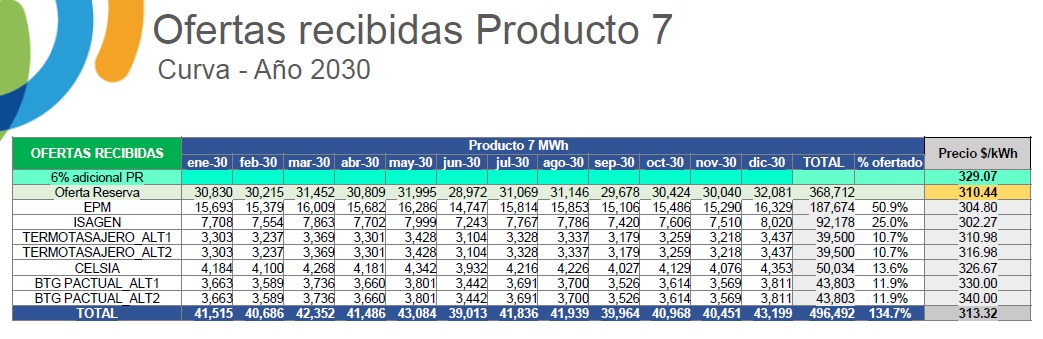 Ofertas recibidas Producto 7
Curva - Año 2030
OFERTAS RECIBIDAS Producto 7 MWh Precio $/kWh
ene-30 feb-30 mar-30 abr-30 may-30 jun-30 jul-30 ago-30 sep-30 oct-30 nov-30 dic-30 TOTAL % ofertado
6% adicional PR 329.07
Oferta Reserva 30,830 30,215 31,452 30,809 31,995 28,972 31,069 31,146 29,678 30,424 30,040 32,081 368,712 310.44
EPM 15,693 15,379 16,009 15,682 16,286 14,747 15,814 15,853 15,106 15,486 15,290 16,329 187,674 50.9% 304.80
ISAGEN 7,708 7,554 7,863 7,702 7,999 7,243 7,767 7,786 7,420 7,606 7,510 8,020 92,178 25.0% 302.27
TERMOTASAJERO_ALT1 3,303 3,237 3,369 3,301 3,428 3,104 3,328 3,337 3,179 3,259 3,218 3,437 39,500 10.7% 310.98
TERMOTASAJERO_ALT2 3,303 3,237 3,369 3,301 3,428 3,104 3,328 3,337 3,179 3,259 3,218 3,437 39,500 10.7% 316.98
CELSIA 4,184 4,100 4,268 4,181 4,342 3,932 4,216 4,226 4,027 4,129 4,076 4,353 50,034 13.6% 326.67
BTG PACTUAL_ALT1 3,663 3,589 3,736 3,660 3,801 3,442 3,691 3,700 3,526 3,614 3,569 3,811 43,803 11.9% 330.00
BTG PACTUAL_ALT2 3,663 3,589 3,736 3,660 3,801 3,442 3,691 3,700 3,526 3,614 3,569 3,811 43,803 11.9% 340.00
TOTAL 41,515 40,686 42,352 41,486 43,084 39,013 41,836 41,939 39,964 40,968 40,451 43,199 496,492 134.7% 313.32